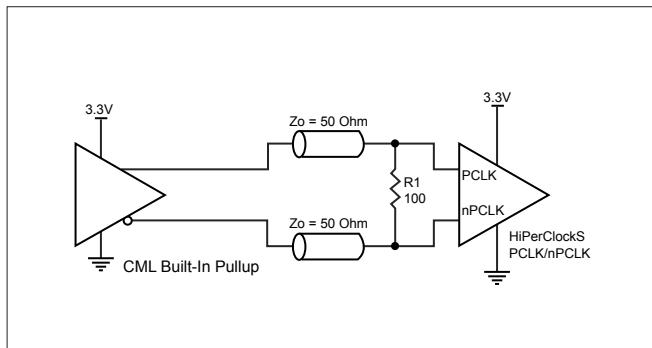 3.3V
3.3V
Zo = 50 Ohm
PCLK
R1
100
nPCLK
Zo = 50 Ohm
HiPerClockS
PCLK/nPCLK
CML Built-In Pullup